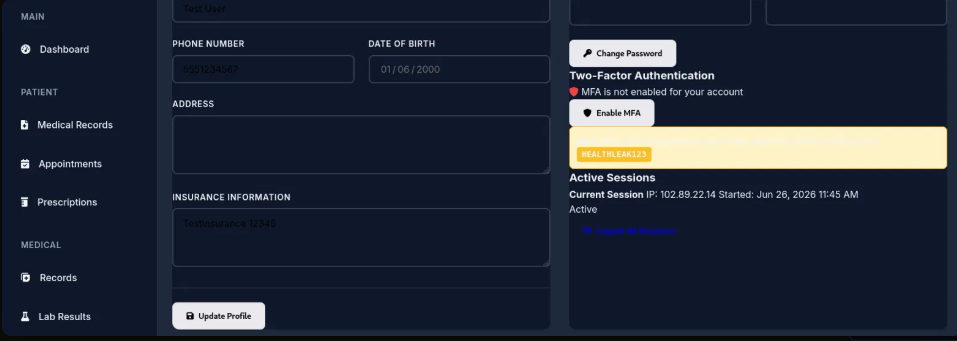 MAIN
Dashboard
PATIENT
Medical Records
Appointments
Prescriptions
MEDICAL
Records
Lab Results
Test User
PHONE NUMBER
5551234567
DATE OF BIRTH
01/06/2000
ADDRESS
INSURANCE INFORMATION
TestInsurance 12345
Update Profile
Change Password
Two-Factor Authentication
MFA is not enabled for your account
Enable MFA
HEALTHLEAK123
Active Sessions
Current Session IP: 102.89.22.14 Started: Jun 26, 2026 11:45 AM
Active